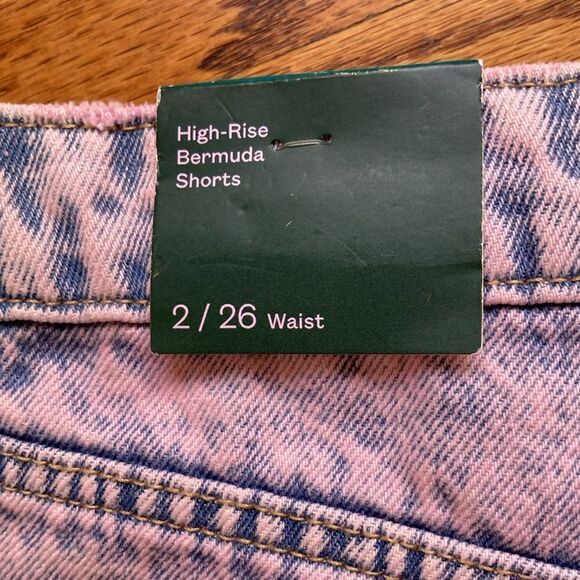 High-Rise
Bermuda
Shorts
2 / 26 Waist